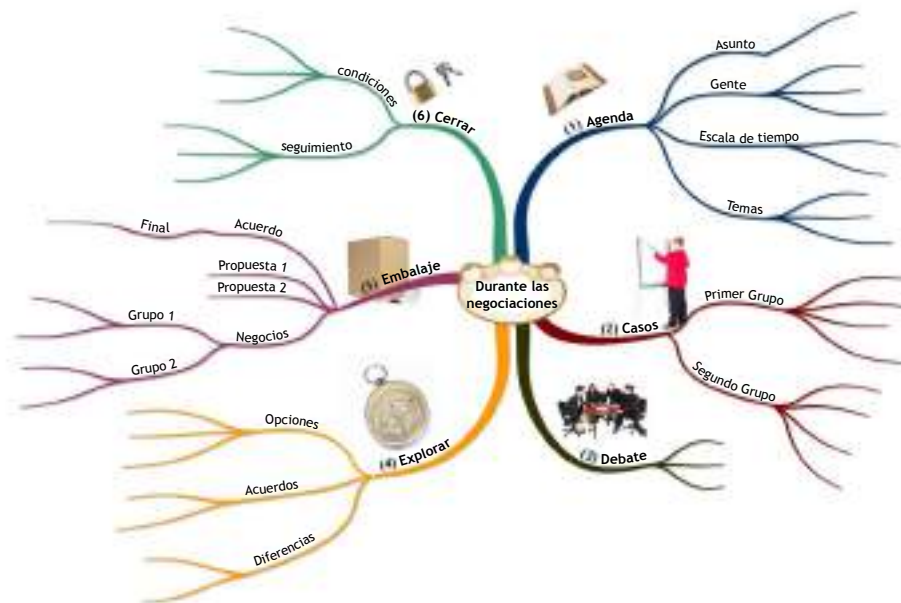 Durante las
negociaciones
(1) Agenda
Asunto
Gente
Escala de tiempo
Temas
(2) Casos
Primer Grupo
Segundo Grupo
(3) Debate
(4) Explorar
Opciones
Acuerdos
Diferencias
(5) Embalaje
Acuerdo
Final
Propuesta 1
Propuesta 2
Negocios
Grupo 1
Grupo 2
(6) Cerrar
condiciones
seguimiento